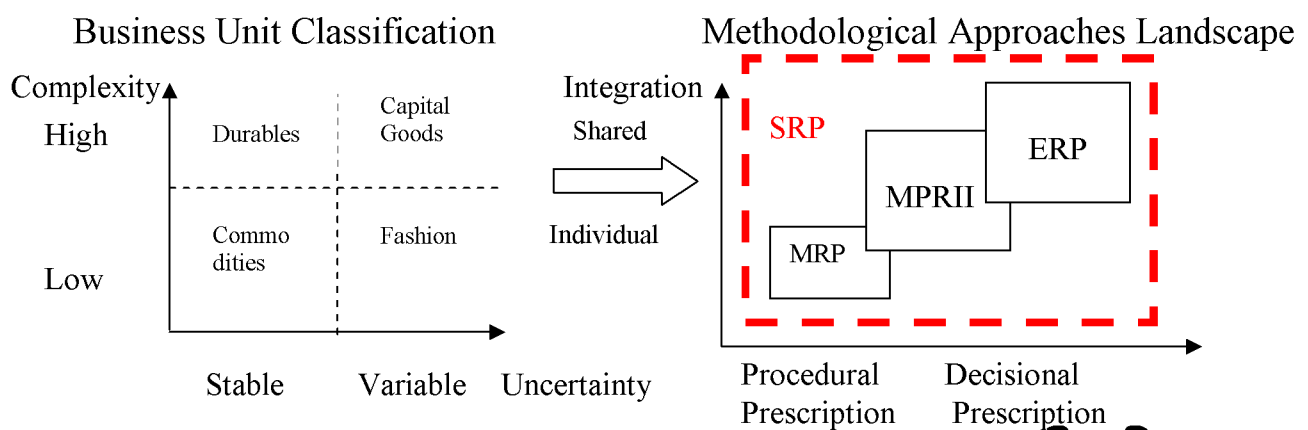 Business Unit Classification
Methodological Approaches Landscape
Complexity
High
Low
Durables
Capital
Goods
Commo
dities
Fashion
Stable
Variable
Uncertainty
Integration
Shared
Individual
SRP
ERP
MPRII
MRP
Procedural
Prescription
Decisional
Prescription